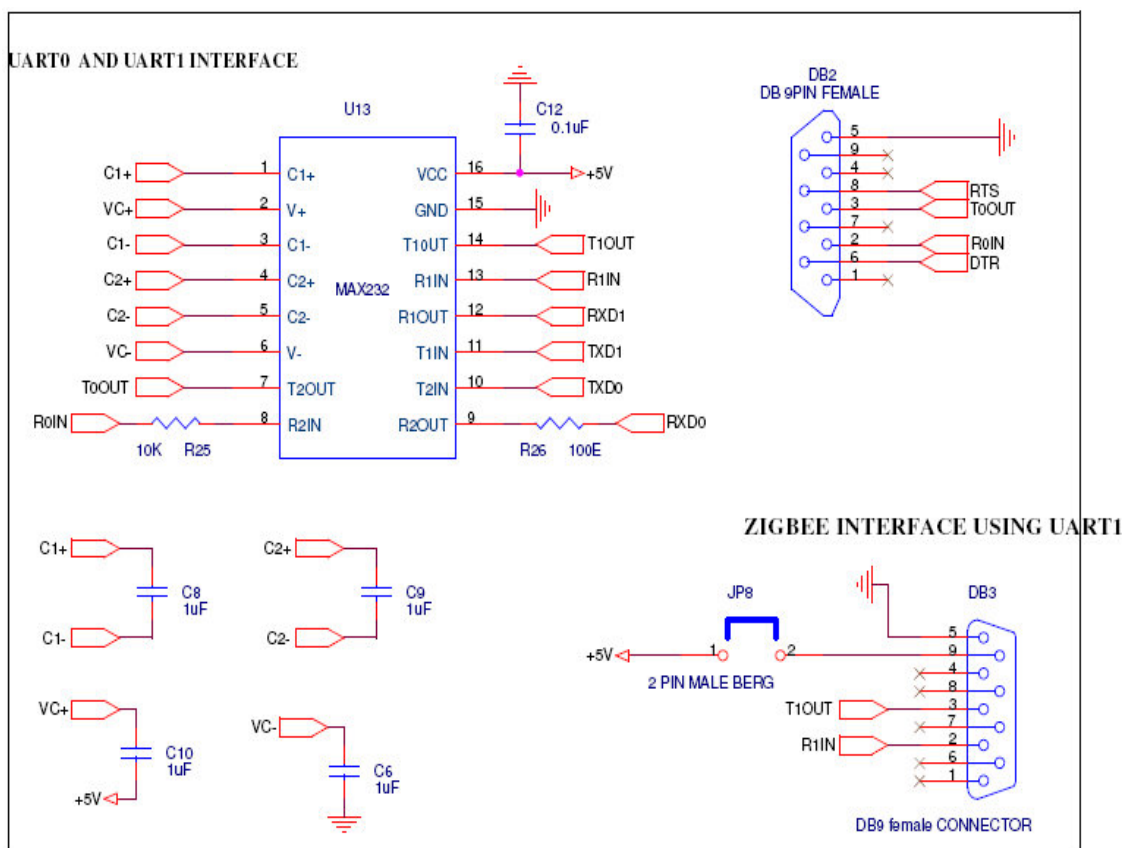 UART0 AND UART1 INTERFACE
U13
C1+ 1 C1+
VC+ 2 V+
C1- 3 C1-
C2+ 4 C2+
C2- 5 C2-
VC- 6 V-
T0OUT 7 T2OUT
R0IN 10K R25 8 R2IN
MAX232
C12
0.1uF
VCC 16 +5V
GND 15
T10UT 14 T1OUT
R1IN 13 R1IN
R1OUT 12 RXD1
T1IN 11 TXD1
T2IN 10 TXD0
R2OUT 9 R26 100E RXD0
DB2
DB 9PIN FEMALE
5
9
4
8 RTS
3 T0OUT
7
2 R0IN
6 DTR
1
C1+
C8
1uF
C1-
C2+
C9
1uF
C2-
VC+
C10
1uF
+5V
VC-
C6
1uF
ZIGBEE INTERFACE USING UART1
JP8
+5V 1 2
2 PIN MALE BERG
DB3
5
9
4
8
T1OUT 3
7
R1IN 2
6
1
DB9 female CONNECTOR